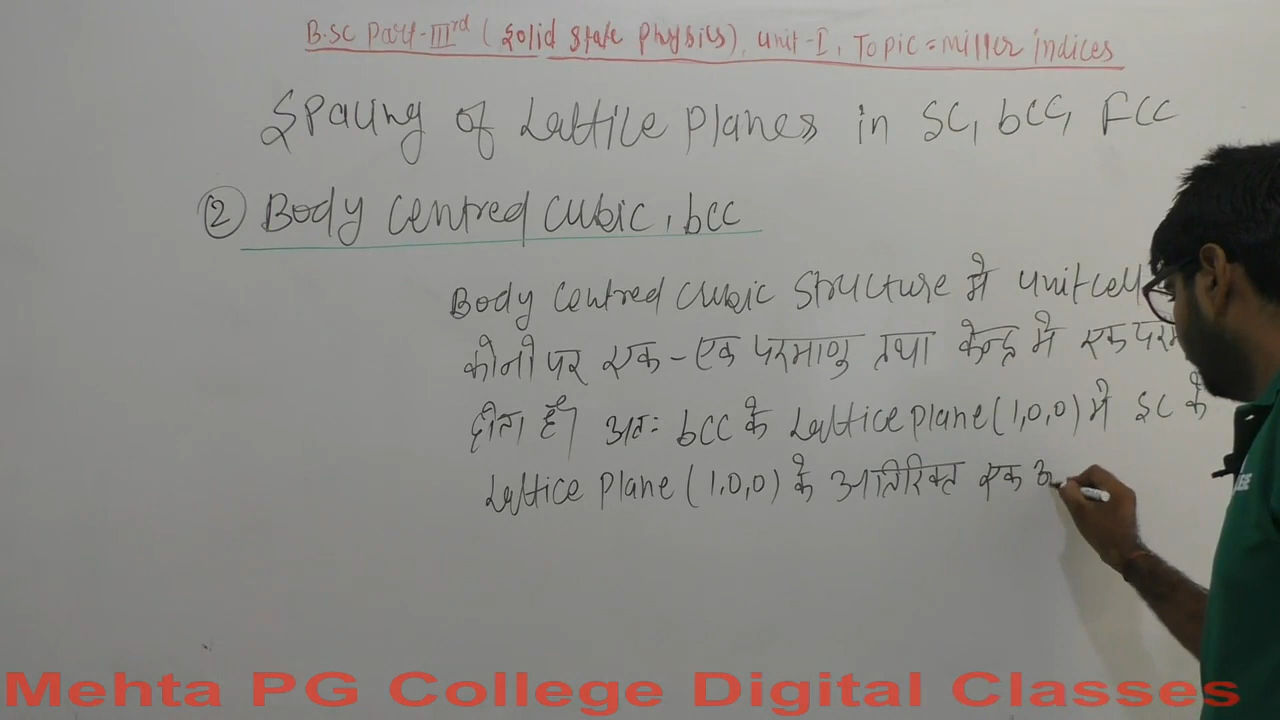 B.SC Part-IIIrd (Solid state Physics), unit-I, Topic=Miller indices
Spacing of Lattice Planes in SC, bCC, FCC
② Body Centred Cubic, bcc
Body Centred Cubic Structure में unit cell
कोनो पर एक-एक परमाणु तथा केन्द्र में एक
होता है। अतः bcc के Lattice plane (1,0,0) में SC के
Lattice Plane (1,0,0) के अतिरिक्त एक
Mehta PG College Digital Classes